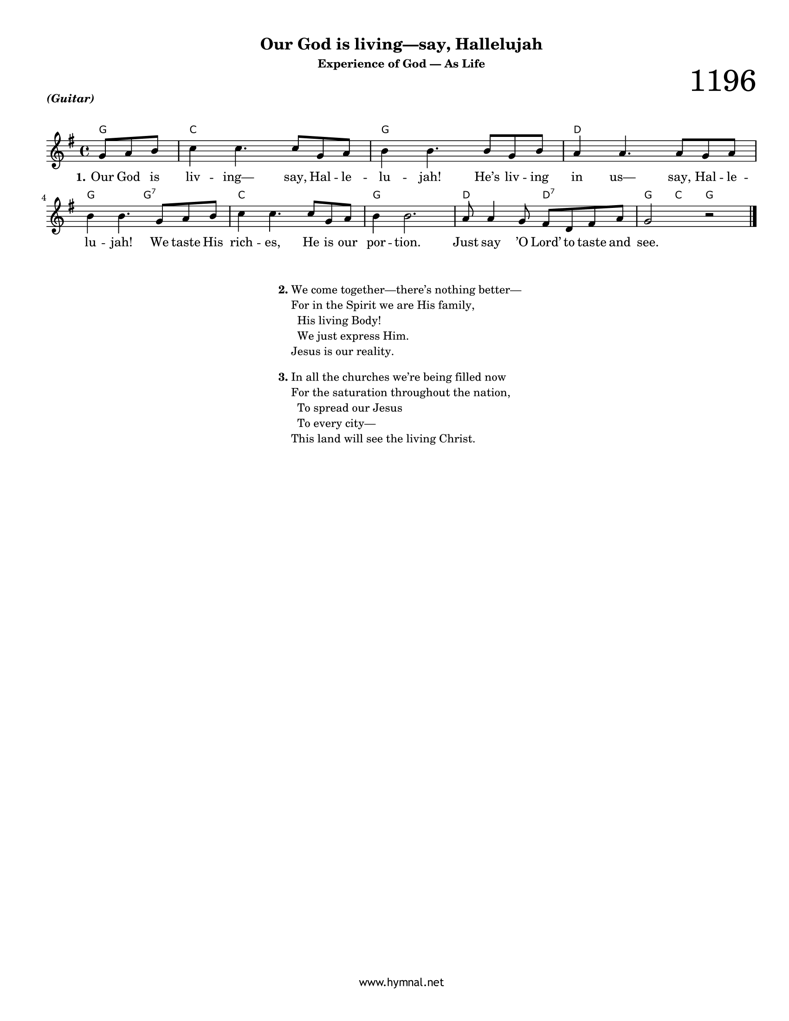 Our God is living—say, Hallelujah
Experience of God — As Life
1196
(Guitar)
G C G D
1. Our God is liv - ing— say, Hal - le - lu - jah! He's liv - ing in us— say, Hal - le -
4
G G7 C G D D7 G C G
lu - jah! We taste His rich - es, He is our por - tion. Just say 'O Lord' to taste and see.
2. We come together—there's nothing better—
For in the Spirit we are His family,
His living Body!
We just express Him.
Jesus is our reality.
3. In all the churches we're being filled now
For the saturation throughout the nation,
To spread our Jesus
To every city—
This land will see the living Christ.
www.hymnal.net